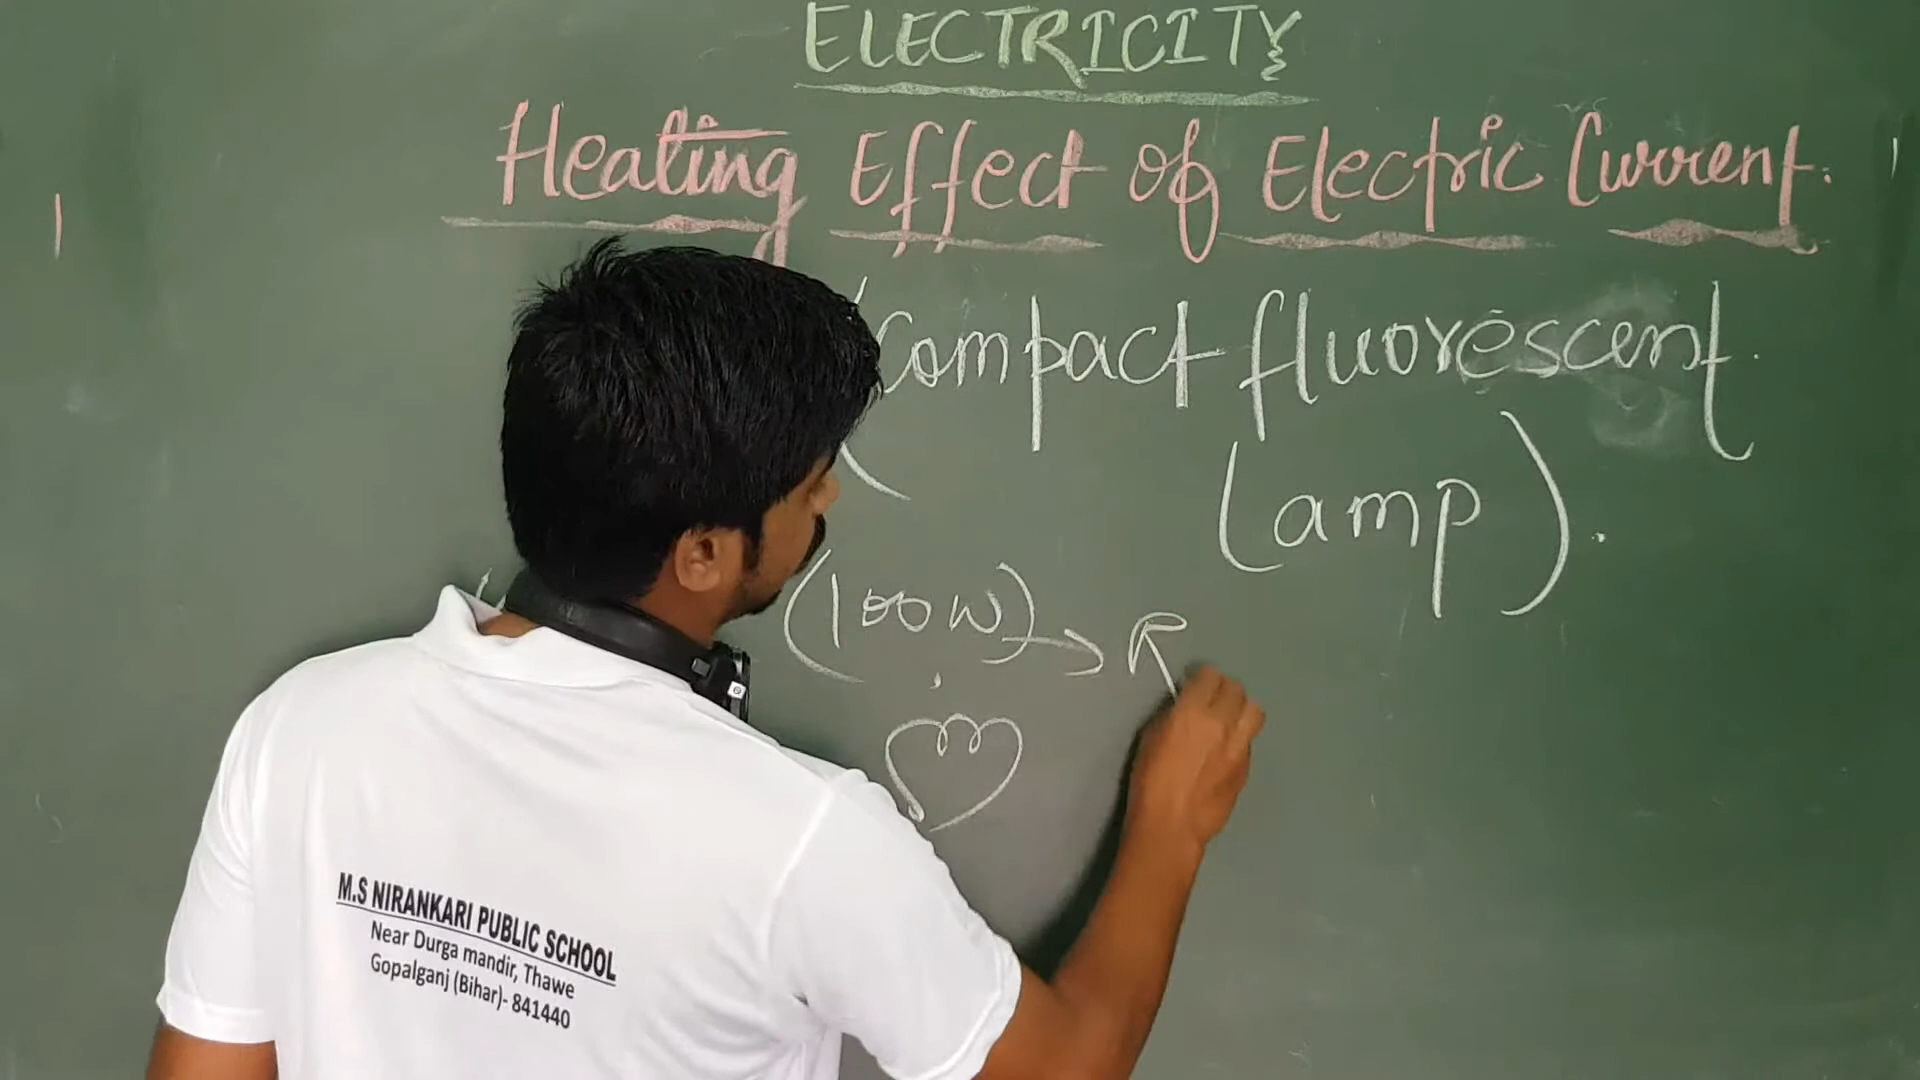 ELECTRICITY
Heating Effect of Electric Current.
(Compact fluorescent
Lamp).
(100W)
M.S NIRANKARI PUBLIC SCHOOL
Near Durga mandir, Thawe
Gopalganj (Bihar)- 841440